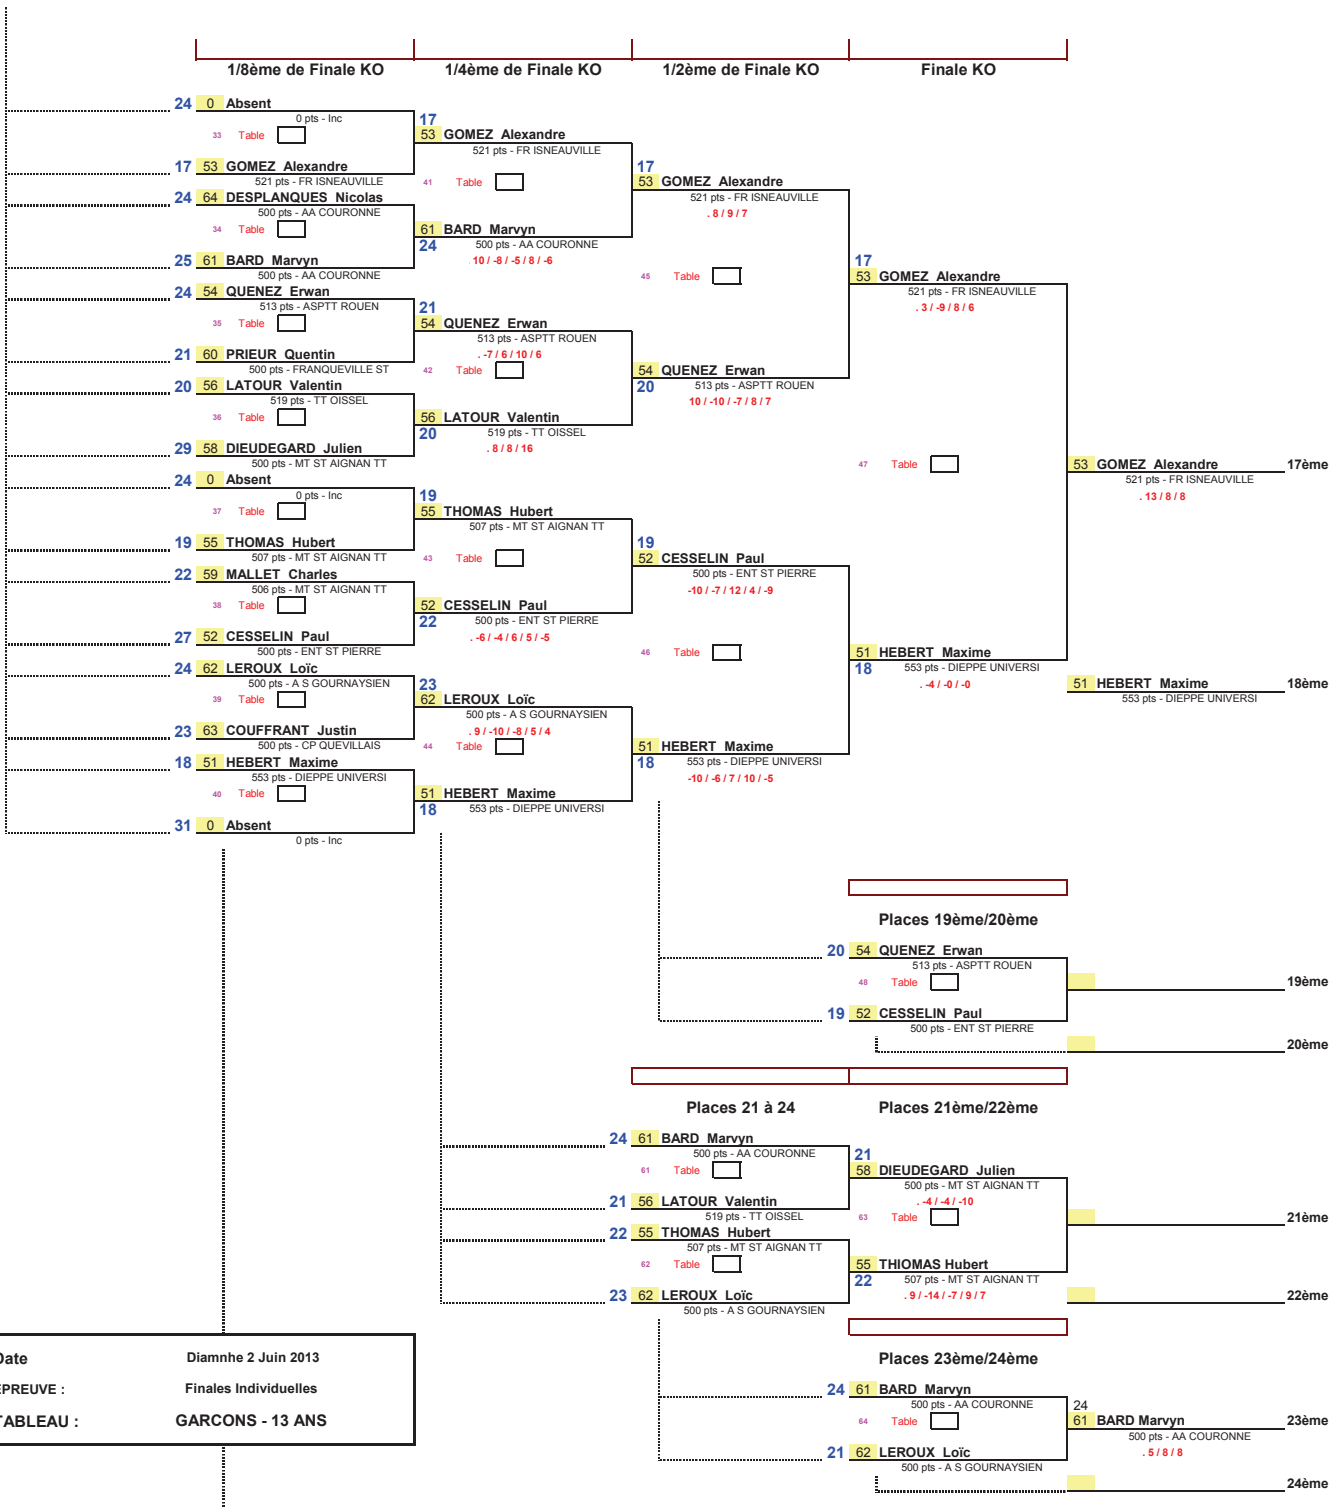 1/8ème de Finale KO
1/4ème de Finale KO
1/2ème de Finale KO
Finale KO
24 0 Absent
0 pts - Inc
33 Table
17 53 GOMEZ Alexandre
521 pts - FR ISNEAUVILLE
24 64 DESPLANQUES Nicolas
500 pts - AA COURONNE
34 Table
25 61 BARD Marvyn
500 pts - AA COURONNE
24 54 QUENEZ Erwan
513 pts - ASPTT ROUEN
35 Table
21 60 PRIEUR Quentin
500 pts - FRANQUEVILLE ST
20 56 LATOUR Valentin
519 pts - TT OISSEL
36 Table
29 58 DIEUDEGARD Julien
500 pts - MT ST AIGNAN TT
24 0 Absent
0 pts - Inc
37 Table
19 55 THOMAS Hubert
507 pts - MT ST AIGNAN TT
22 59 MALLET Charles
506 pts - MT ST AIGNAN TT
38 Table
27 52 CESSELIN Paul
500 pts - ENT ST PIERRE
24 62 LEROUX Loïc
500 pts - A S GOURNAYSIEN
39 Table
23 63 COUFFRANT Justin
500 pts - CP QUEVILLAIS
18 51 HEBERT Maxime
553 pts - DIEPPE UNIVERSI
40 Table
31 0 Absent
0 pts - Inc
17
53 GOMEZ Alexandre
521 pts - FR ISNEAUVILLE
41 Table
61 BARD Marvyn
24 500 pts - AA COURONNE
10 / -8 / -5 / 8 / -6
21
54 QUENEZ Erwan
513 pts - ASPTT ROUEN
. -7 / 6 / 10 / 6
42 Table
56 LATOUR Valentin
20 519 pts - TT OISSEL
. 8 / 8 / 16
19
55 THOMAS Hubert
507 pts - MT ST AIGNAN TT
43 Table
52 CESSELIN Paul
22 500 pts - ENT ST PIERRE
. -6 / -4 / 6 / 5 / -5
23
62 LEROUX Loïc
500 pts - A S GOURNAYSIEN
. 9 / -10 / -8 / 5 / 4
44 Table
51 HEBERT Maxime
18 553 pts - DIEPPE UNIVERSI
17
53 GOMEZ Alexandre
521 pts - FR ISNEAUVILLE
. 8 / 9 / 7
45 Table
54 QUENEZ Erwan
20 513 pts - ASPTT ROUEN
10 / -10 / -7 / 8 / 7
19
52 CESSELIN Paul
500 pts - ENT ST PIERRE
-10 / -7 / 12 / 4 / -9
46 Table
51 HEBERT Maxime
18 553 pts - DIEPPE UNIVERSI
-10 / -6 / 7 / 10 / -5
17
53 GOMEZ Alexandre
521 pts - FR ISNEAUVILLE
. 3 / -9 / 8 / 6
47 Table
51 HEBERT Maxime
18 553 pts - DIEPPE UNIVERSI
. -4 / -0 / -0
53 GOMEZ Alexandre 17ème
521 pts - FR ISNEAUVILLE
. 13 / 8 / 8
51 HEBERT Maxime 18ème
553 pts - DIEPPE UNIVERSI
Places 19ème/20ème
20 54 QUENEZ Erwan
513 pts - ASPTT ROUEN
48 Table
19ème
19 52 CESSELIN Paul
500 pts - ENT ST PIERRE
20ème
Places 21 à 24
Places 21ème/22ème
24 61 BARD Marvyn
500 pts - AA COURONNE
61 Table
21 56 LATOUR Valentin
519 pts - TT OISSEL
22 55 THOMAS Hubert
507 pts - MT ST AIGNAN TT
62 Table
23 62 LEROUX Loïc
500 pts - A S GOURNAYSIEN
21
58 DIEUDEGARD Julien
500 pts - MT ST AIGNAN TT
. -4 / -4 / -10
63 Table
21ème
55 THIOMAS Hubert
22 507 pts - MT ST AIGNAN TT
. 9 / -14 / -7 / 9 / 7
22ème
Places 23ème/24ème
24 61 BARD Marvyn
500 pts - AA COURONNE
64 Table
21 62 LEROUX Loïc
500 pts - A S GOURNAYSIEN
24
61 BARD Marvyn 23ème
500 pts - AA COURONNE
. 5 / 8 / 8
24ème
Date Diamnhe 2 Juin 2013
EPREUVE : Finales Individuelles
TABLEAU : GARCONS - 13 ANS